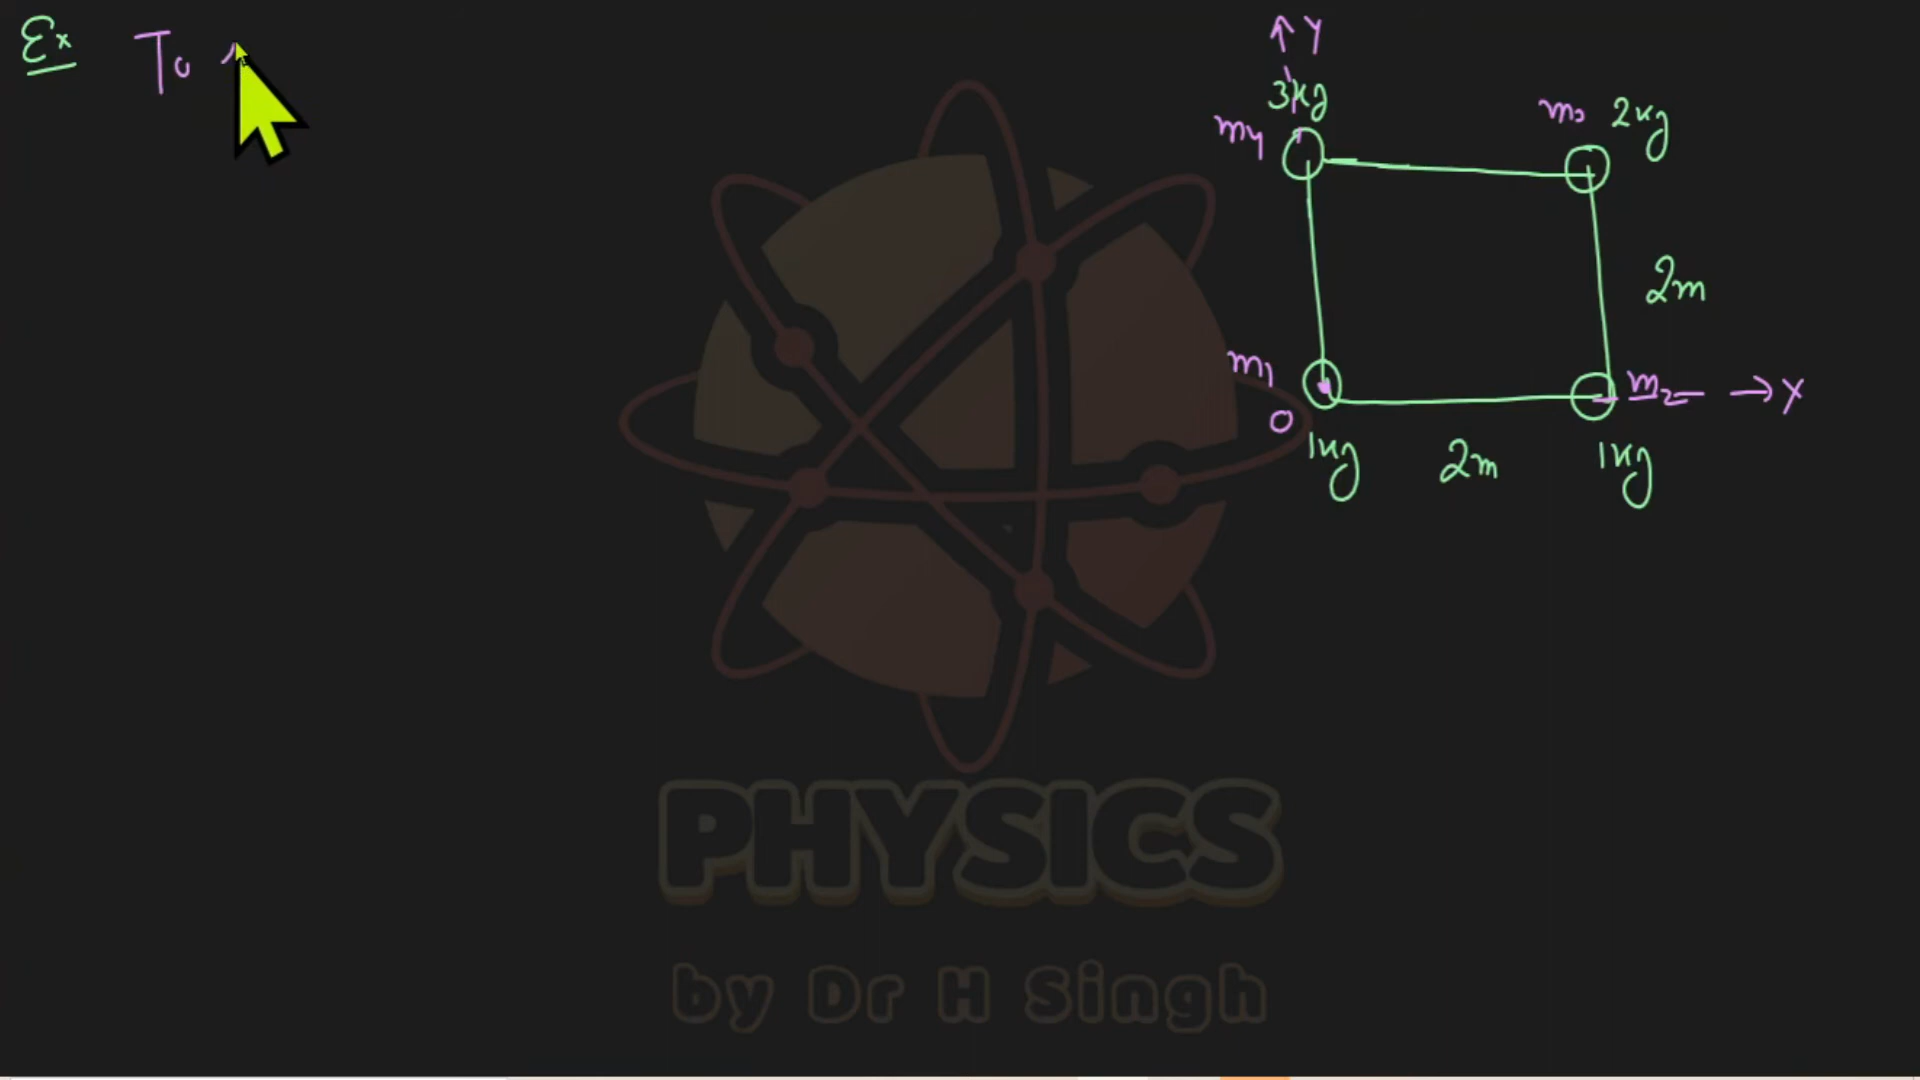 Ex To
↑ Y
3kg
m4
m3 2kg
2m
m1
m2 → X
O
1kg 2m 1kg
PHYSICS
by Dr H Singh